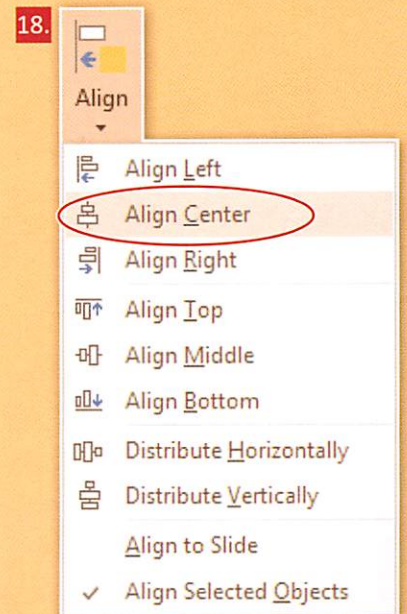 18.
Align
Align Left
Align Center
Align Right
Align Top
Align Middle
Align Bottom
Distribute Horizontally
Distribute Vertically
Align to Slide
Align Selected Objects